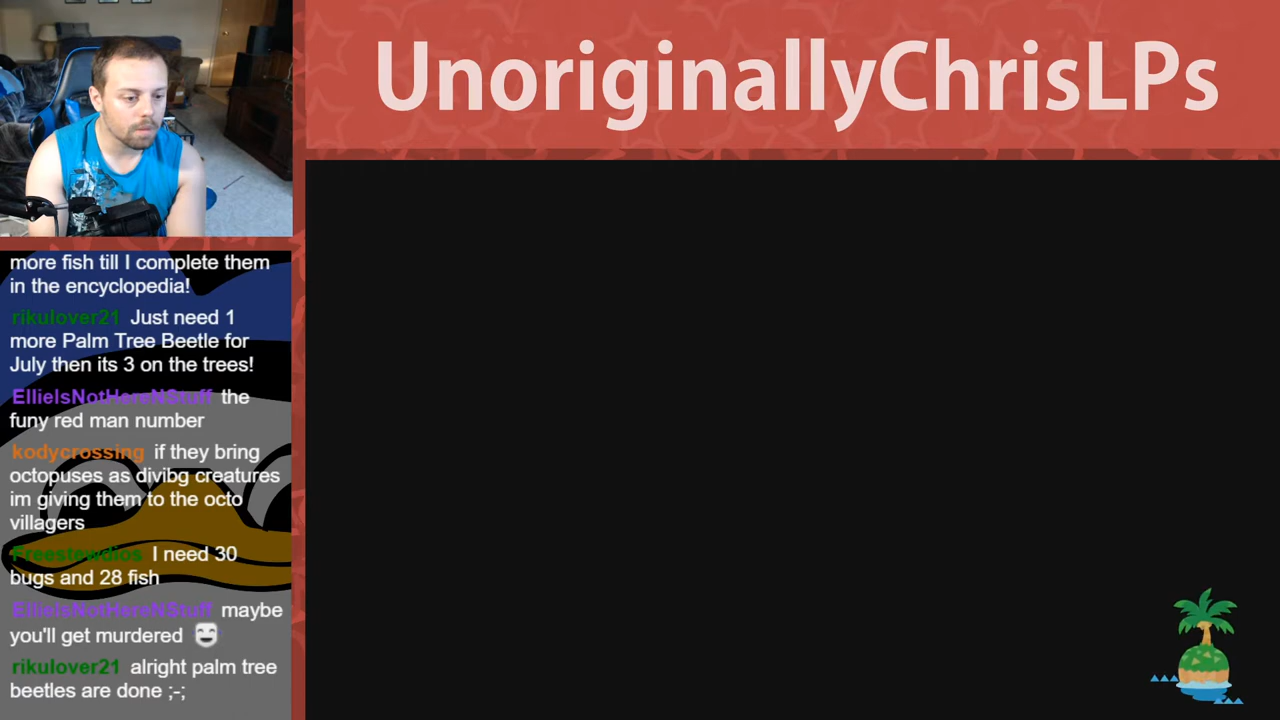 UnoriginallyChrisLPs
more fish till I complete them
in the encyclopedia!
rikulover21 Just need 1
more Palm Tree Beetle for
July then its 3 on the trees!
EllieIsNotHereNStuff the
funy red man number
kodycrossing if they bring
octopuses as divibg creatures
im giving them to the octo
villagers
Freestewdios I need 30
bugs and 28 fish
EllieIsNotHereNStuff maybe
you'll get murdered
rikulover21 alright palm tree
beetles are done ;-;